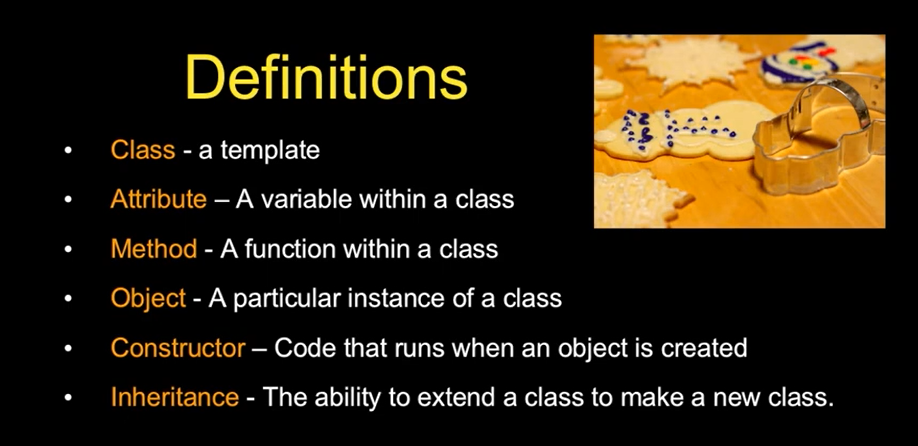 Definitions
• Class - a template
• Attribute – A variable within a class
• Method - A function within a class
• Object - A particular instance of a class
• Constructor – Code that runs when an object is created
• Inheritance - The ability to extend a class to make a new class.